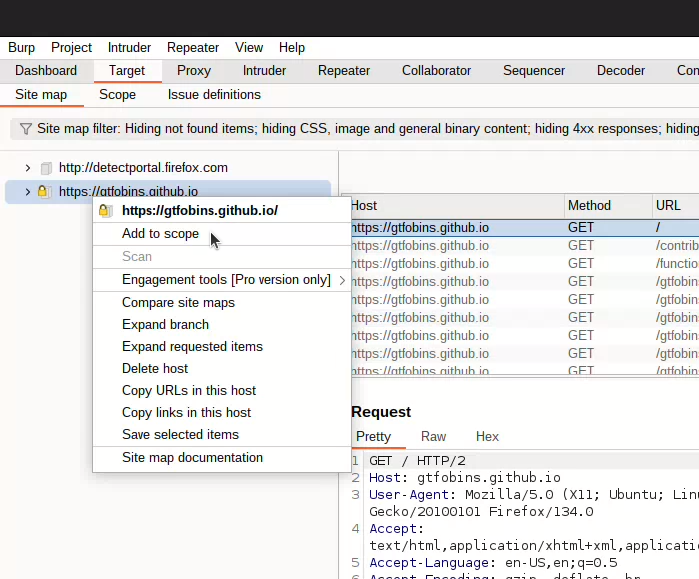 Burp Project Intruder Repeater View Help
Dashboard Target Proxy Intruder Repeater Collaborator Sequencer Decoder Con
Site map Scope Issue definitions
Site map filter: Hiding not found items; hiding CSS, image and general binary content; hiding 4xx responses; hiding
http://detectportal.firefox.com
https://gtfobins.github.io
https://gtfobins.github.io/
Add to scope
Scan
Engagement tools [Pro version only]
Compare site maps
Expand branch
Expand requested items
Delete host
Copy URLs in this host
Copy links in this host
Save selected items
Site map documentation
Host Method URL
https://gtfobins.github.io GET /
https://gtfobins.github.io GET /contrib
https://gtfobins.github.io GET /functio
https://gtfobins.github.io GET /gtfobin
https://gtfobins.github.io GET /gtfobin
https://gtfobins.github.io GET /gtfobin
https://gtfobins.github.io GET /gtfobin
https://gtfobins.github.io GET /gtfobin
https://gtfobins.github.io GET /gtfobin
Request
Pretty Raw Hex
1 GET / HTTP/2
2 Host: gtfobins.github.io
3 User-Agent: Mozilla/5.0 (X11; Ubuntu; Linu
Gecko/20100101 Firefox/134.0
4 Accept:
text/html,application/xhtml+xml,applicatio
5 Accept-Language: en-US,en;q=0.5
6 Accept-Encoding: gzip, deflate, br